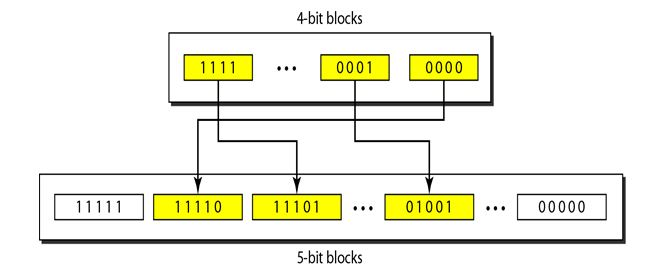 4-bit blocks
1111 ••• 0001 0000
11111 11110 11101 ••• 01001 ••• 00000
5-bit blocks